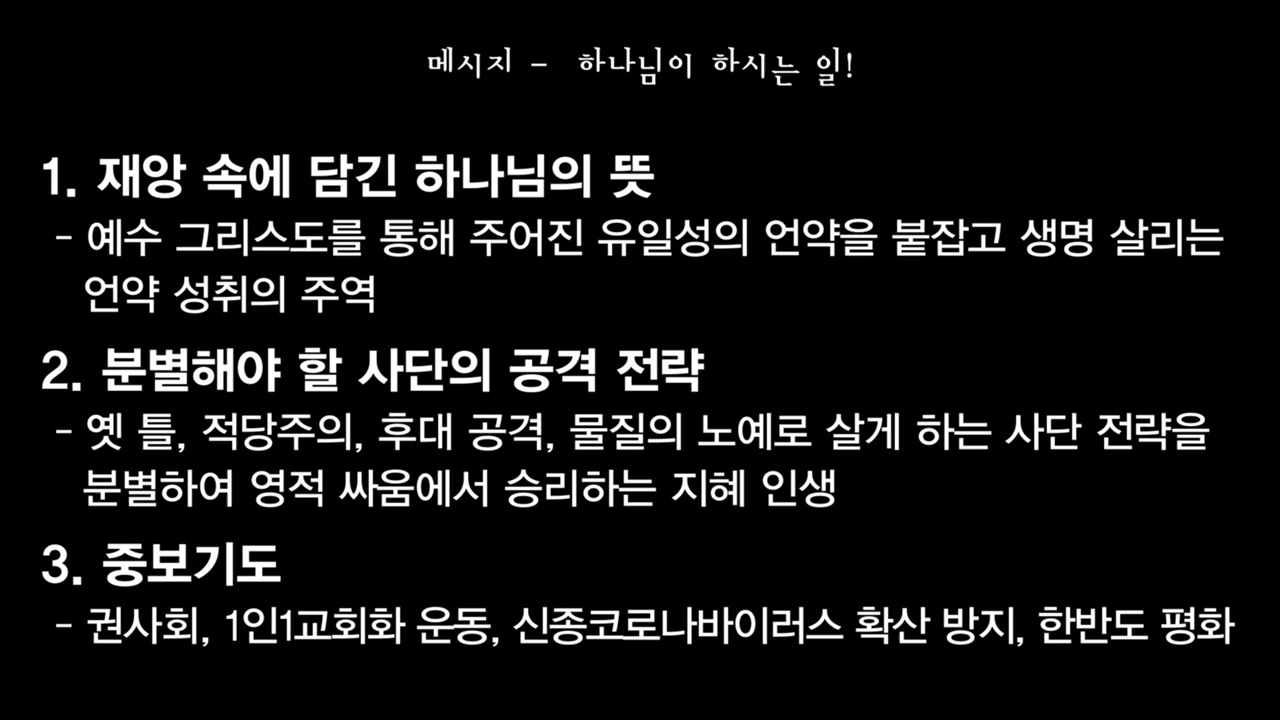 메시지 - 하나님이 하시는 일!
1. 재앙 속에 담긴 하나님의 뜻
- 예수 그리스도를 통해 주어진 유일성의 언약을 붙잡고 생명 살리는
언약 성취의 주역
2. 분별해야 할 사단의 공격 전략
- 옛 틀, 적당주의, 후대 공격, 물질의 노예로 살게 하는 사단 전략을
분별하여 영적 싸움에서 승리하는 지혜 인생
3. 중보기도
- 권사회, 1인1교회화 운동, 신종코로나바이러스 확산 방지, 한반도 평화